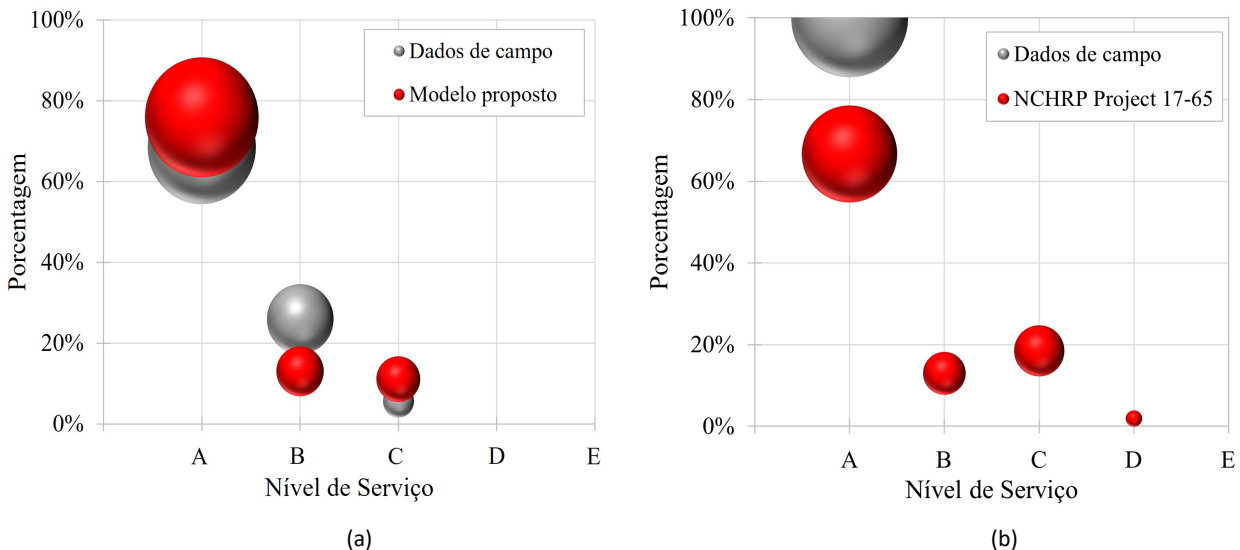 100%
80%
60%
40%
20%
0%
Porcentagem
Dados de campo
Modelo proposto
A B C D E
Nível de Serviço
(a)
100%
80%
60%
40%
20%
0%
Porcentagem
Dados de campo
NCHRP Project 17-65
A B C D E
Nível de Serviço
(b)